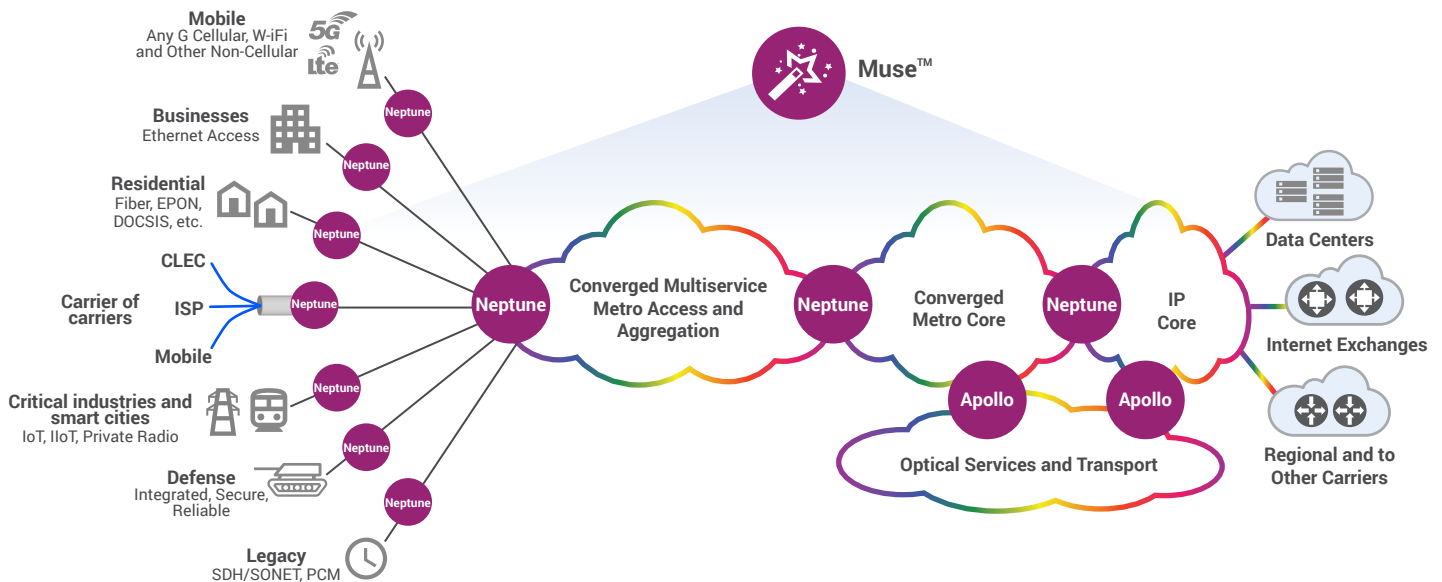 Mobile
Any G Cellular, W-iFi
and Other Non-Cellular
5G
lte
Neptune
Businesses
Ethernet Access
Neptune
Residential
Fiber, EPON,
DOCSIS, etc.
Neptune
CLEC
Carrier of
carriers
ISP
Mobile
Neptune
Critical industries and
smart cities
IoT, IIoT, Private Radio
Neptune
Defense
Integrated, Secure,
Reliable
Neptune
Legacy
SDH/SONET, PCM
Neptune
Muse™
Neptune
Converged Multiservice
Metro Access and
Aggregation
Neptune
Converged
Metro Core
Neptune
IP
Core
Apollo
Apollo
Optical Services and Transport
Data Centers
Internet Exchanges
Regional and to
Other Carriers